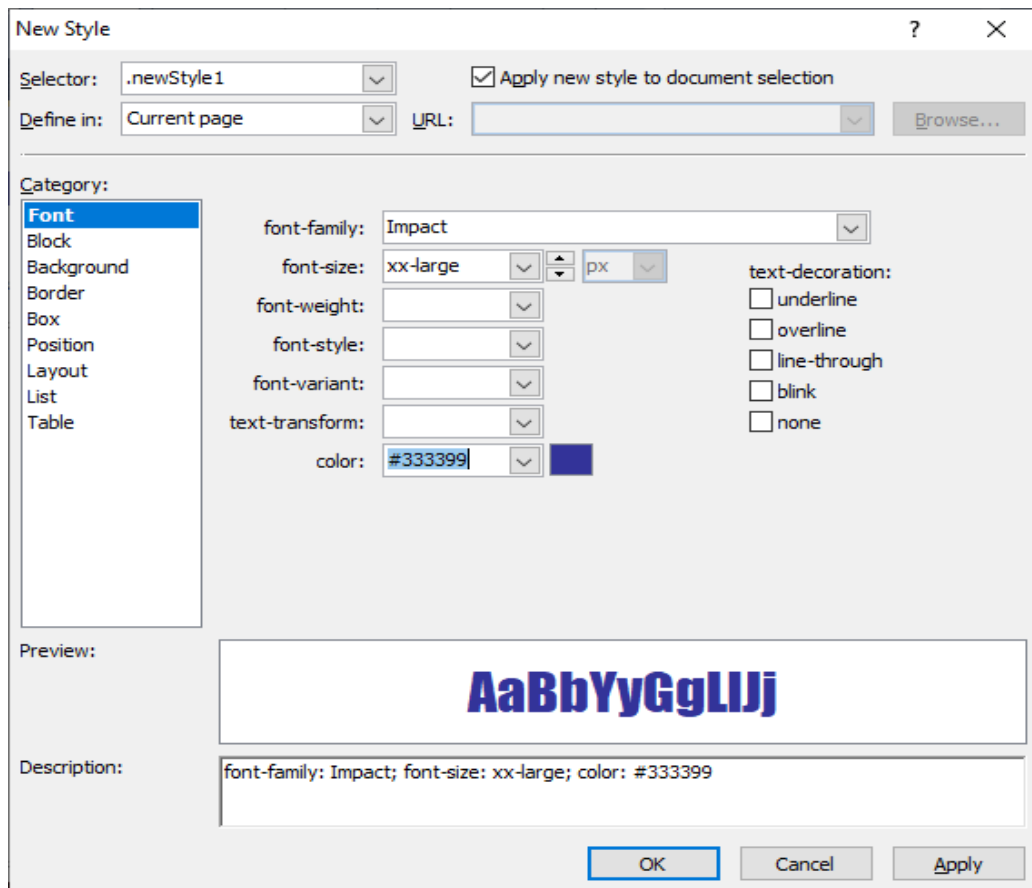 New Style ?
Selector: .newStyle1 Apply new style to document selection
Define in: Current page URL: Browse...
Category:
Font
Block
Background
Border
Box
Position
Layout
List
Table
font-family: Impact
font-size: xx-large px
font-weight:
font-style:
font-variant:
text-transform:
color: #333399
text-decoration:
underline
overline
line-through
blink
none
Preview:
AaBbYyGgLlJj
Description:
font-family: Impact; font-size: xx-large; color: #333399
OK Cancel Apply